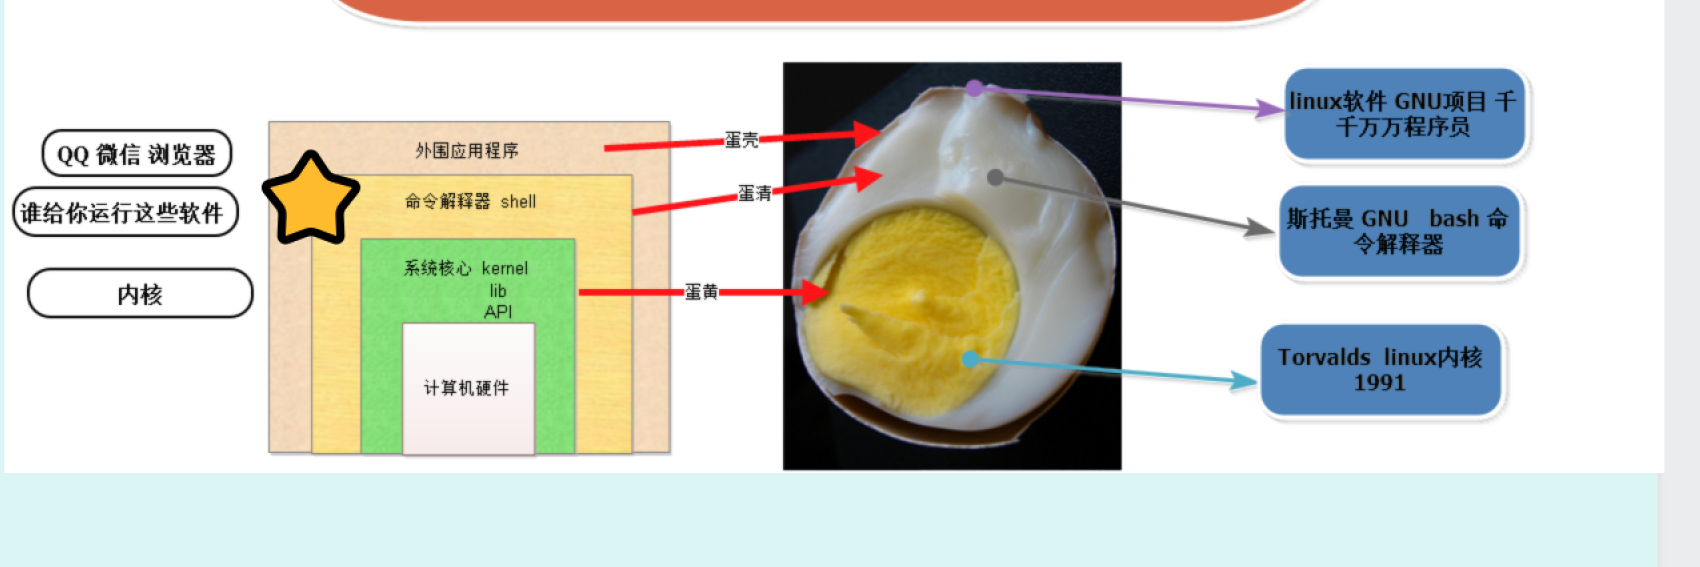 QQ 微信 浏览器
谁给你运行这些软件
内核
外围应用程序
命令解释器 shell
系统核心 kernel
lib
API
计算机硬件
蛋壳
蛋清
蛋黄
linux软件 GNU项目 千
千万万程序员
斯托曼 GNU bash 命
令解释器
Torvalds linux内核
1991